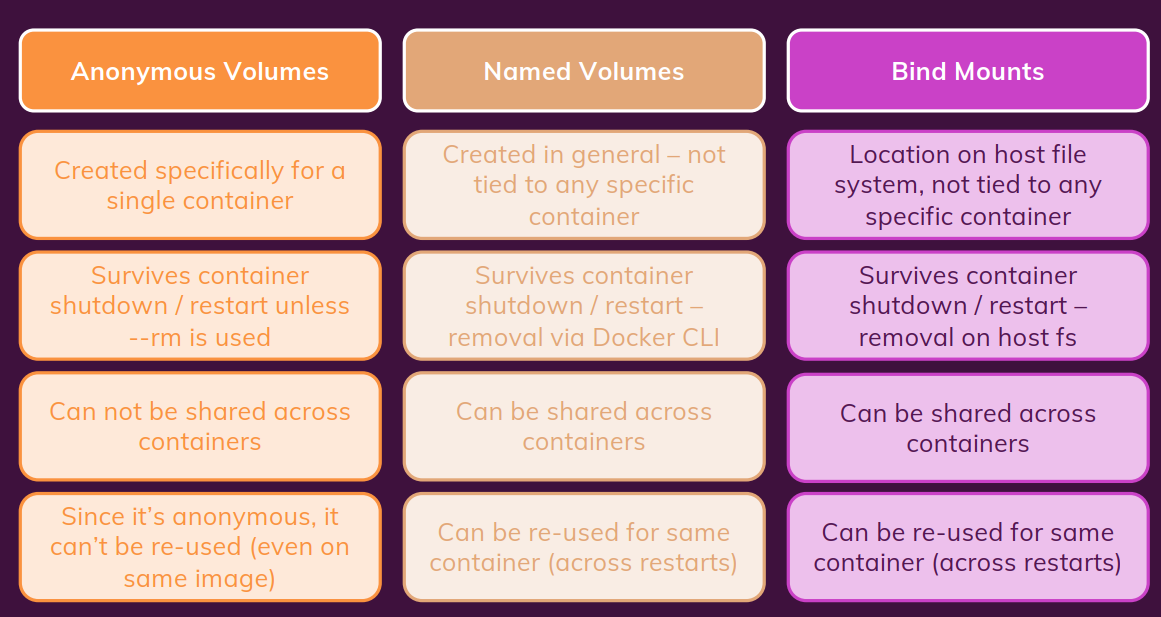 Anonymous Volumes
Named Volumes
Bind Mounts
Created specifically for a
single container
Created in general – not
tied to any specific
container
Location on host file
system, not tied to any
specific container
Survives container
shutdown / restart unless
--rm is used
Survives container
shutdown / restart –
removal via Docker CLI
Survives container
shutdown / restart –
removal on host fs
Can not be shared across
containers
Can be shared across
containers
Can be shared across
containers
Since it’s anonymous, it
can’t be re-used (even on
same image)
Can be re-used for same
container (across restarts)
Can be re-used for same
container (across restarts)